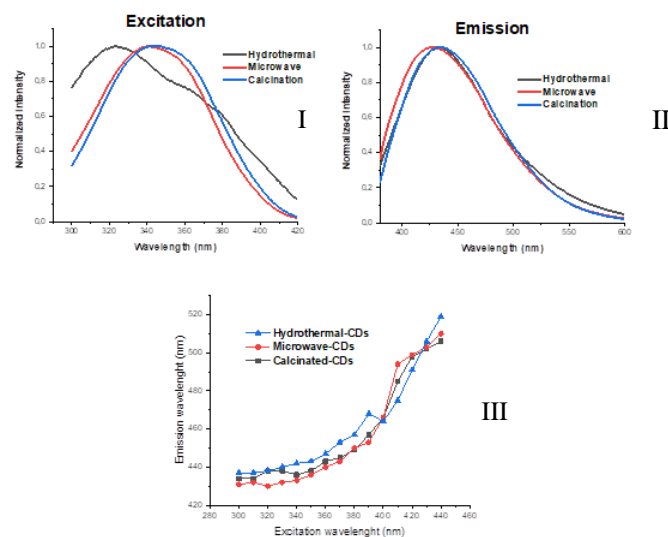 Excitation
Normalized Intensity
1,0
0,8
0,6
0,4
0,2
0,0
Hydrothermal
Microwave
Calcination
I
300 320 340 360 380 400 420
Wavelength (nm)
Emission
Normalized Intensity
1,0
0,8
0,6
0,4
0,2
0,0
Hydrothermal
Microwave
Calcination
II
400 450 500 550 600
Wavelength (nm)
Emission wavelenght (nm)
520
500
480
460
440
420
Hydrothermal-CDs
Microwave-CDs
Calcinated-CDs
III
280 300 320 340 360 380 400 420 440 460
Excitation wavelenght (nm)